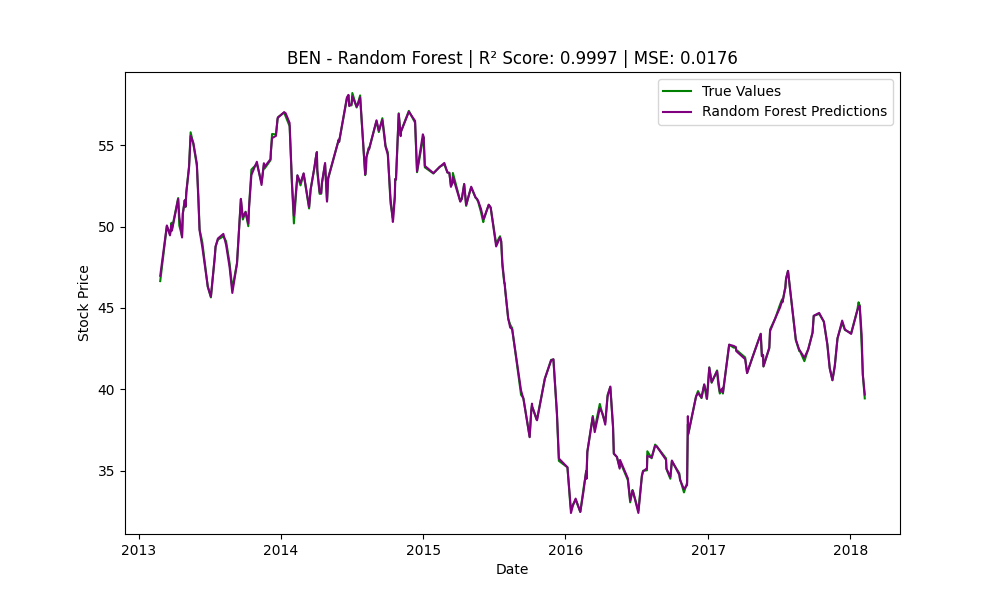 BEN - Random Forest | R² Score: 0.9997 | MSE: 0.0176
True Values
Random Forest Predictions
Stock Price
55
50
45
40
35
2013 2014 2015 2016 2017 2018
Date